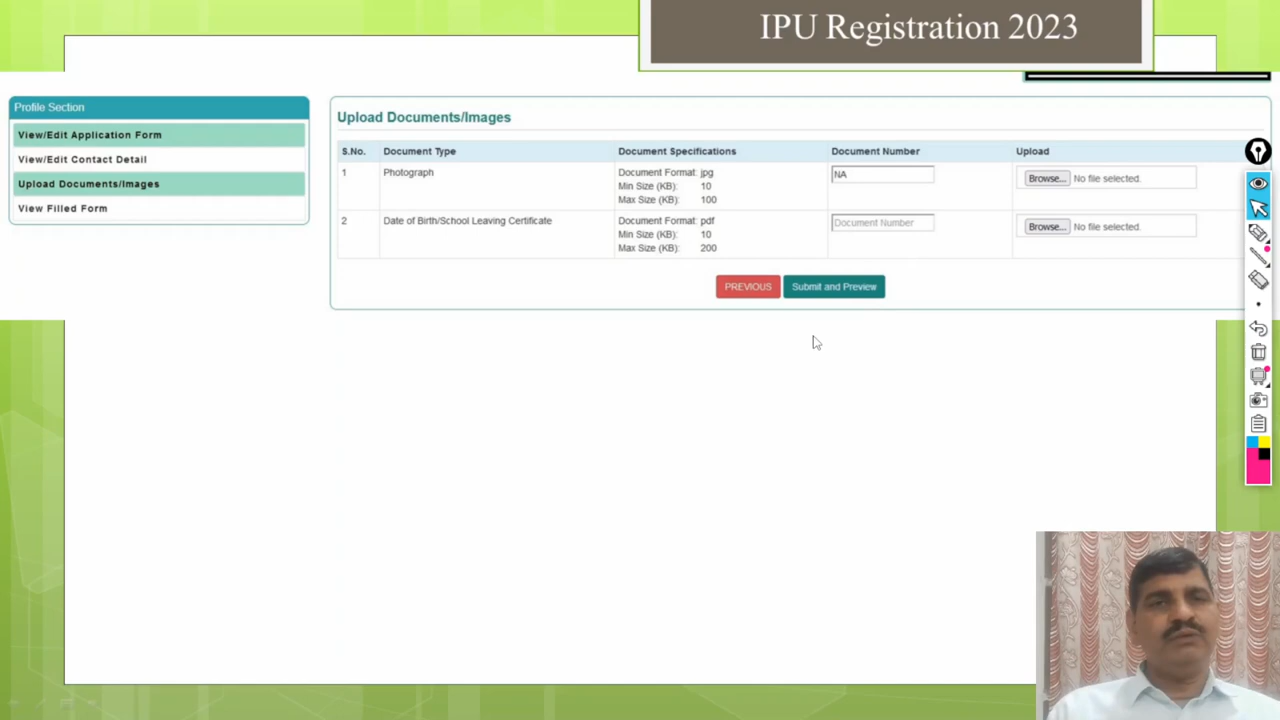 IPU Registration 2023
Profile Section
View/Edit Application Form
View/Edit Contact Detail
Upload Documents/Images
View Filled Form
Upload Documents/Images
S.No. Document Type Document Specifications Document Number Upload
1 Photograph Document Format: jpg NA Browse... No file selected.
Min Size (KB): 10
Max Size (KB): 100
2 Date of Birth/School Leaving Certificate Document Format: pdf Document Number Browse... No file selected.
Min Size (KB): 10
Max Size (KB): 200
PREVIOUS Submit and Preview